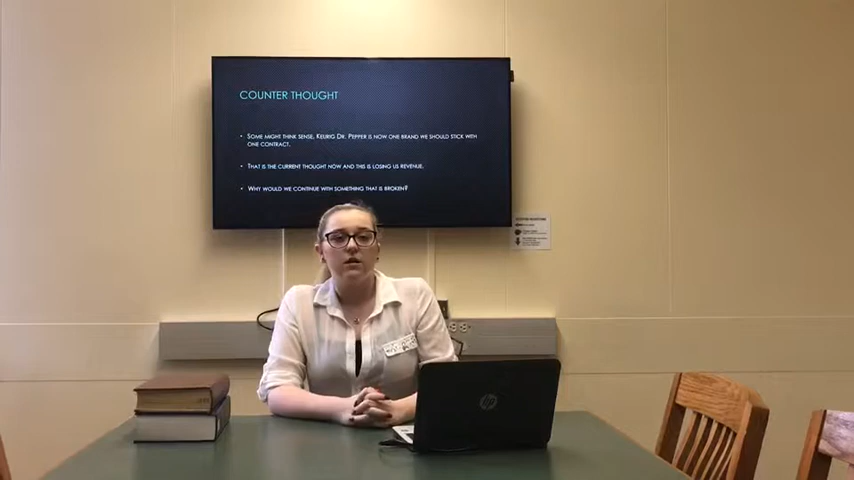 COUNTER THOUGHT
• SOME MIGHT THINK SENSE, KEURIG DR. PEPPER IS NOW ONE BRAND WE SHOULD STICK WITH
ONE CONTRACT.
• THAT IS THE CURRENT THOUGHT NOW AND THIS IS LOSING US REVENUE.
• WHY WOULD WE CONTINUE WITH SOMETHING THAT IS BROKEN?
hp